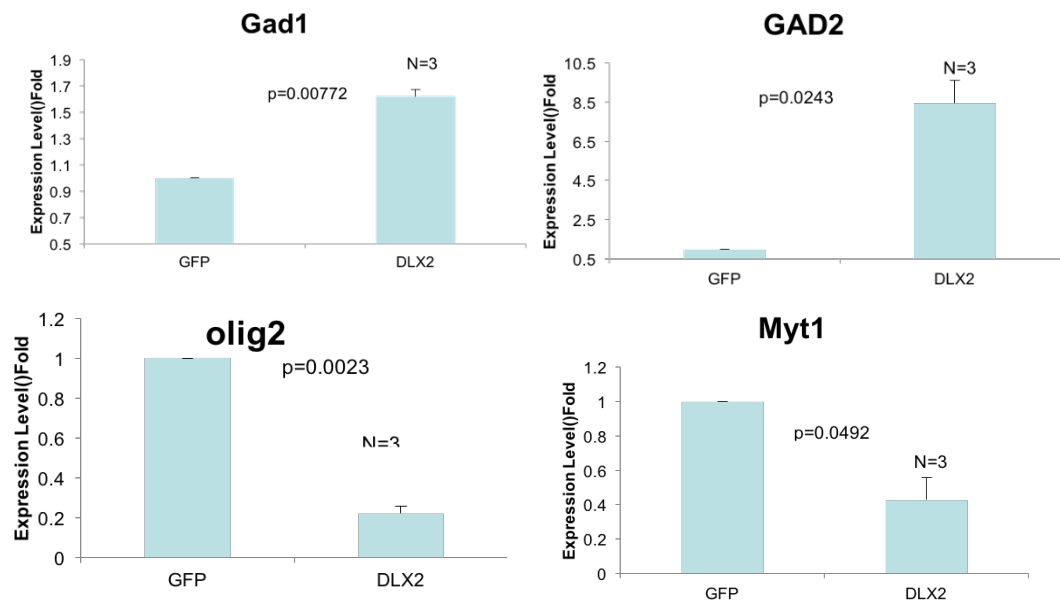 Gad1
Expression Level()Fold
1.9
1.7
1.5
1.3
1.1
0.9
0.7
0.5
N=3
p=0.00772
GFP
DLX2
GAD2
Expression Level()Fold
10.5
8.5
6.5
4.5
2.5
0.5
N=3
p=0.0243
GFP
DLX2
olig2
Expression Level()Fold
1.2
1
0.8
0.6
0.4
0.2
0
p=0.0023
N=3
GFP
DLX2
Myt1
Expression Level()Fold
1.2
1
0.8
0.6
0.4
0.2
0
p=0.0492
N=3
GFP
DLX2